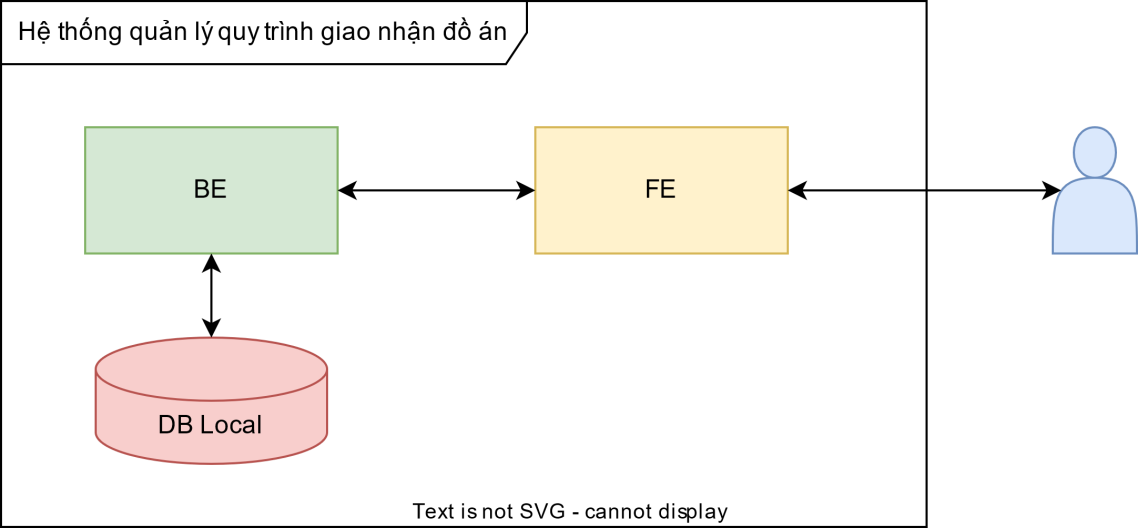 Hệ thống quản lý quy trình giao nhận đồ án
BE
FE
DB Local
Text is not SVG - cannot display